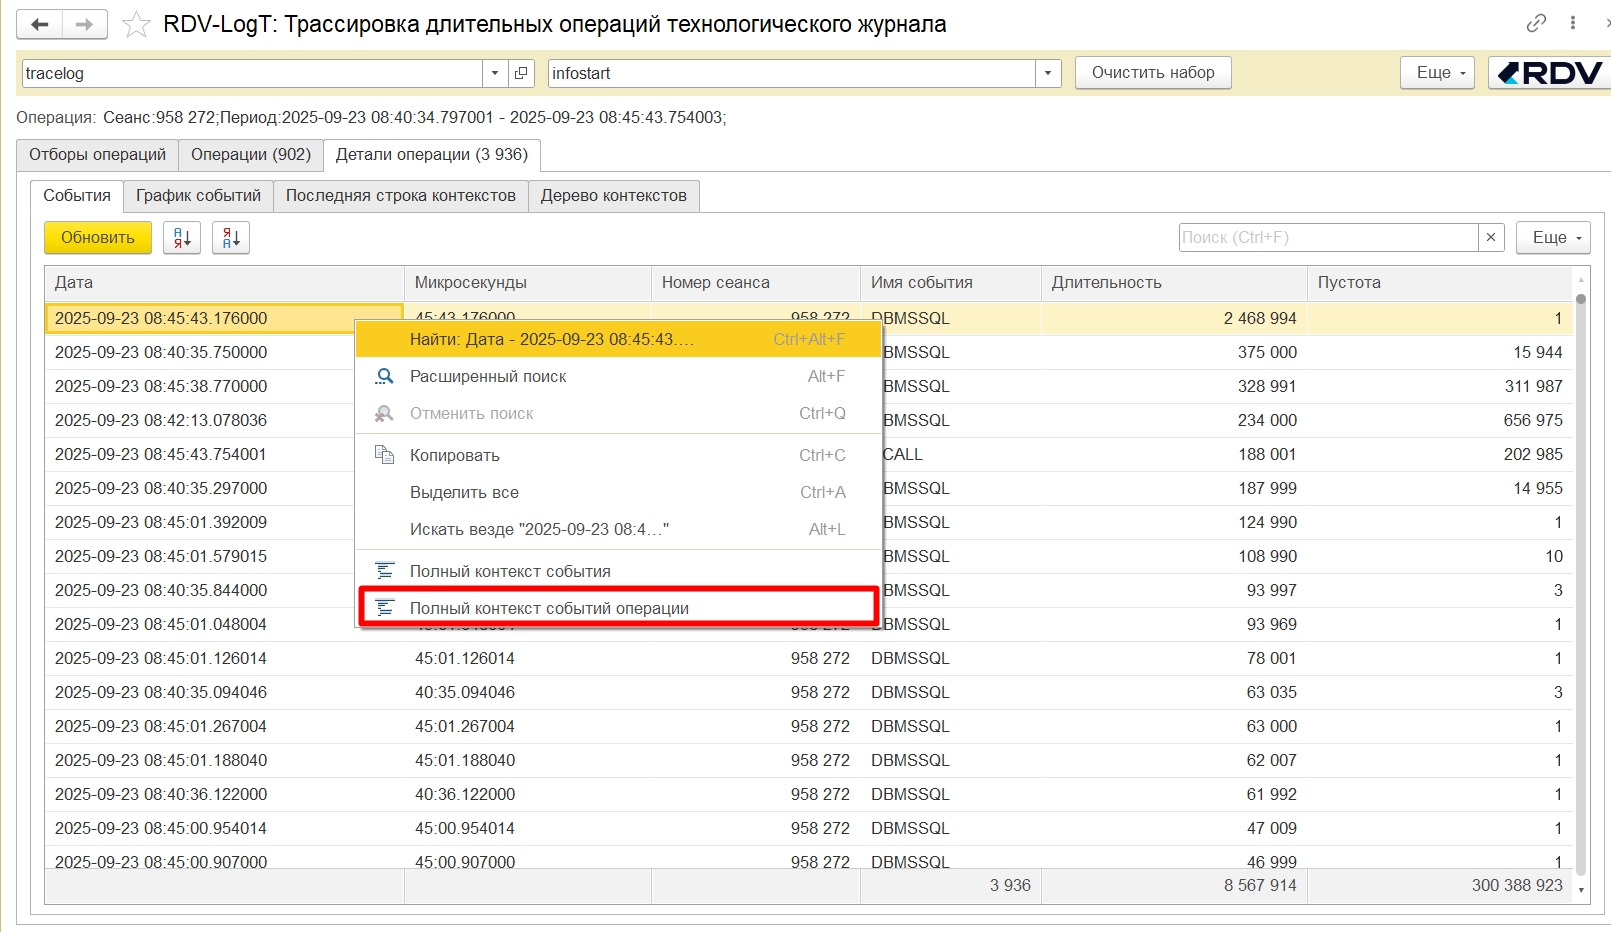 RDV-LogT: Трассировка длительных операций технологического журнала
tracelog infostart Очистить набор Еще RDV
Операция: Сеанс:958 272;Период:2025-09-23 08:40:34.797001 - 2025-09-23 08:45:43.754003;
Отборы операций Операции (902) Детали операции (3 936)
События График событий Последняя строка контекстов Дерево контекстов
Обновить Поиск (Ctrl+F) Еще
Дата Микросекунды Номер сеанса Имя события Длительность Пустота
2025-09-23 08:45:43.176000 45:43.176000 958 272 DBMSSQL 2 468 994 1
Найти: Дата - 2025-09-23 08:45:43.... Ctrl+Alt+F
2025-09-23 08:40:35.750000 BMSSQL 375 000 15 944
Расширенный поиск Alt+F
2025-09-23 08:45:38.770000 BMSSQL 328 991 311 987
Отменить поиск Ctrl+Q
2025-09-23 08:42:13.078036 BMSSQL 234 000 656 975
Копировать Ctrl+C
2025-09-23 08:45:43.754001 CALL 188 001 202 985
Выделить все Ctrl+A
2025-09-23 08:40:35.297000 BMSSQL 187 999 14 955
2025-09-23 08:45:01.392009 BMSSQL 124 990 1
Искать везде "2025-09-23 08:4..." Alt+L
2025-09-23 08:45:01.579015 BMSSQL 108 990 10
Полный контекст события
2025-09-23 08:40:35.844000 BMSSQL 93 997 3
Полный контекст событий операции
2025-09-23 08:45:01.048004 BMSSQL 93 969 1
2025-09-23 08:45:01.126014 45:01.126014 958 272 DBMSSQL 78 001 1
2025-09-23 08:40:35.094046 40:35.094046 958 272 DBMSSQL 63 035 3
2025-09-23 08:45:01.267004 45:01.267004 958 272 DBMSSQL 63 000 1
2025-09-23 08:45:01.188040 45:01.188040 958 272 DBMSSQL 62 007 1
2025-09-23 08:40:36.122000 40:36.122000 958 272 DBMSSQL 61 992 1
2025-09-23 08:45:00.954014 45:00.954014 958 272 DBMSSQL 47 009 1
2025-09-23 08:45:00.907000 45:00.907000 958 272 DBMSSQL 46 999 1
3 936 8 567 914 300 388 923